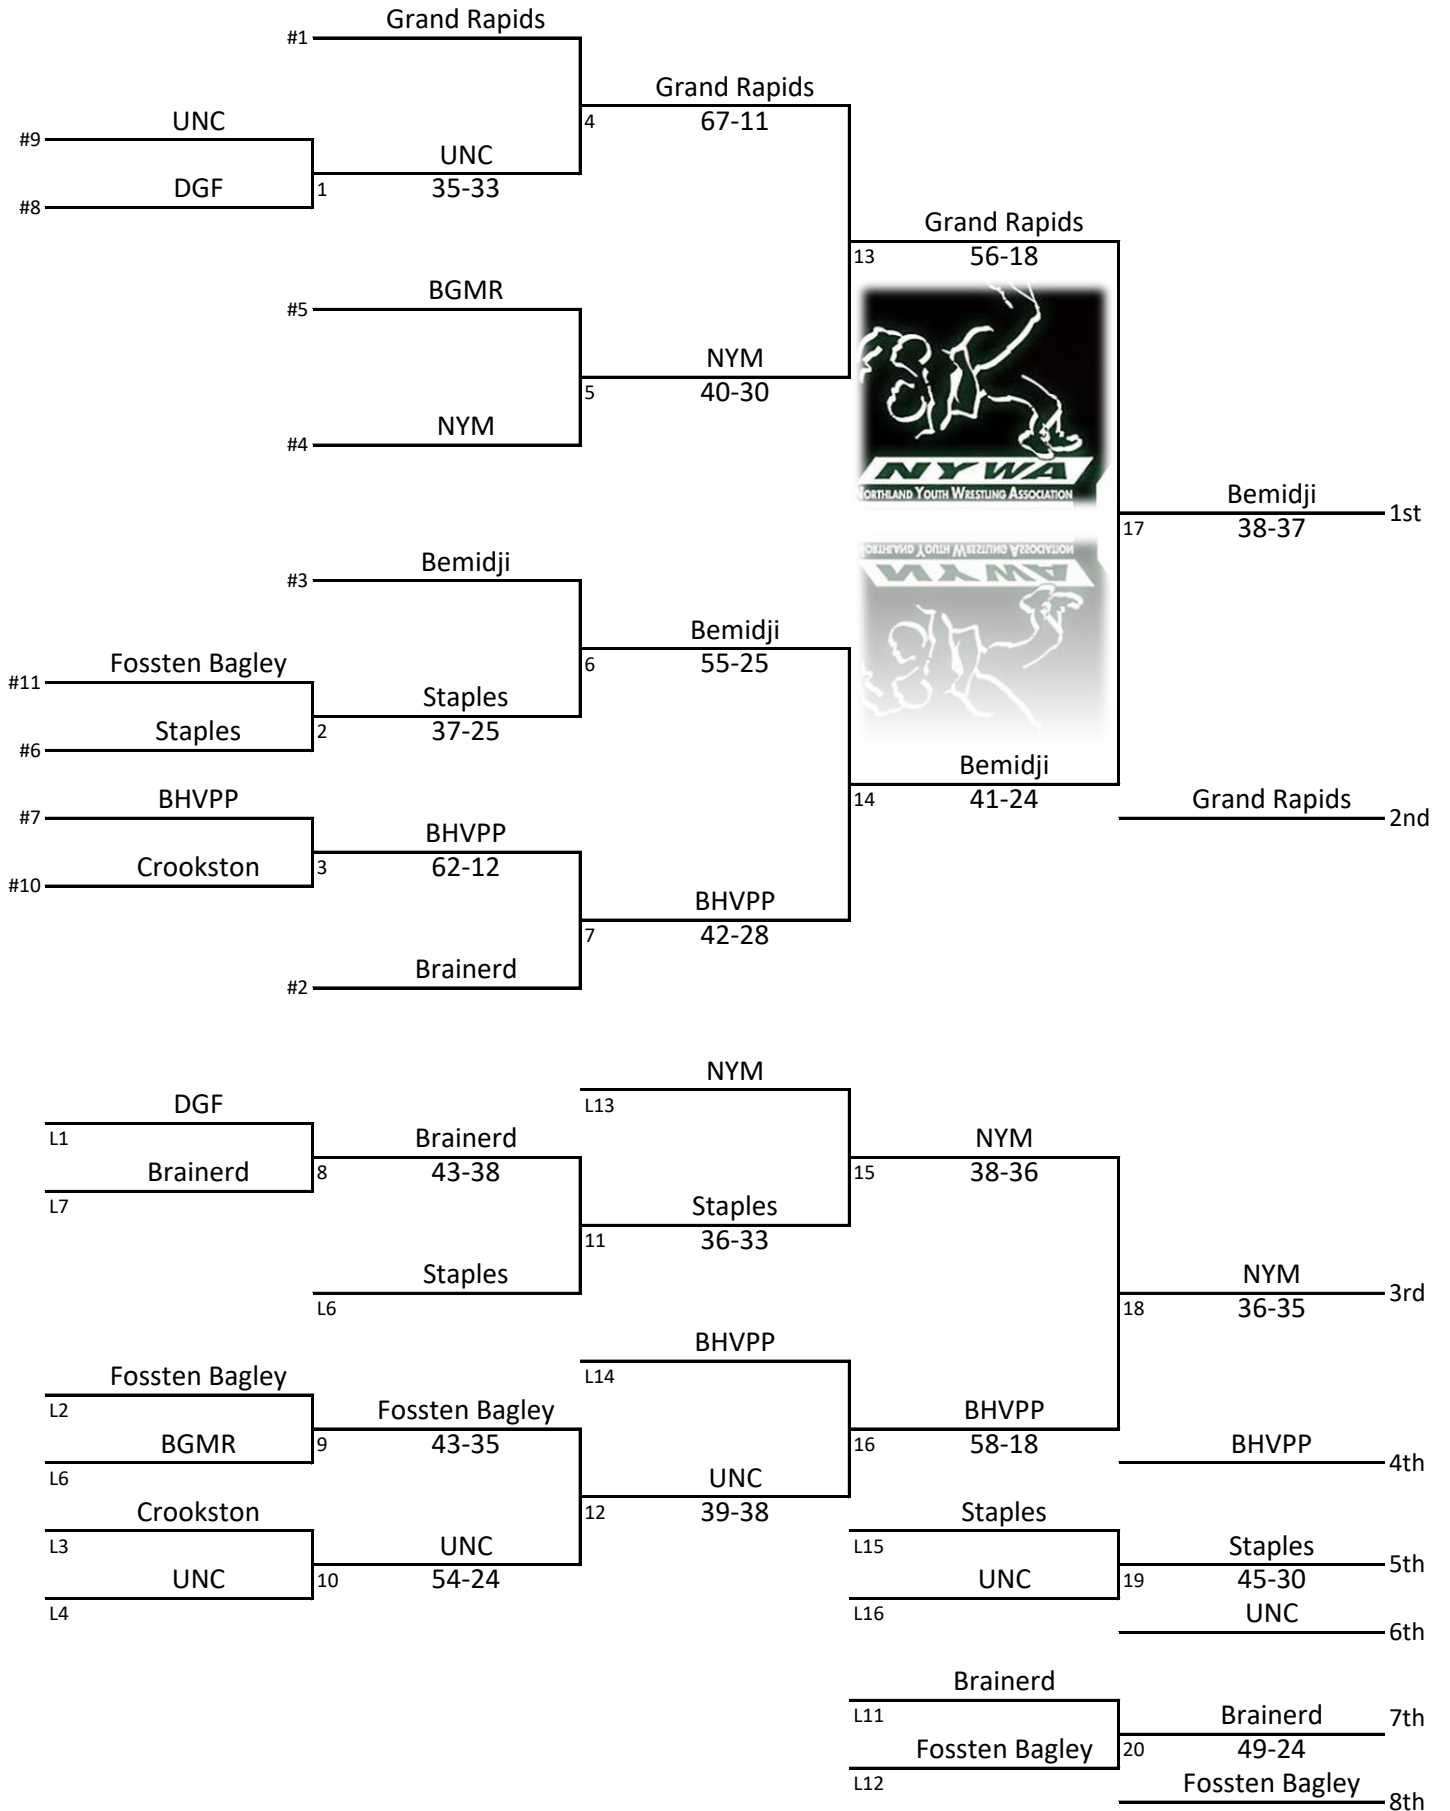 Grand Rapids
#1
Grand Rapids
67-11
4
UNC
#9
UNC
35-33
1
DGF
#8
Grand Rapids
56-18
13
BGMR
#5
NYM
40-30
5
NYM
#4
NYWA
NORTHLAND YOUTH WRESTLING ASSOCIATION
Bemidji
1st
38-37
17
NORTHLAND YOUTH WRESTLING ASSOCIATION
NYWA
Bemidji
#3
Bemidji
55-25
6
Fossten Bagley
#11
Staples
37-25
2
Staples
#6
Bemidji
41-24
14
Grand Rapids
2nd
BHVPP
#7
BHVPP
62-12
3
Crookston
#10
BHVPP
42-28
7
Brainerd
#2
NYM
L13
DGF
L1
Brainerd
43-38
8
Brainerd
L7
NYM
38-36
15
Staples
36-33
11
Staples
L6
NYM
3rd
36-35
18
BHVPP
L14
Fossten Bagley
L2
Fossten Bagley
43-35
9
BGMR
L6
BHVPP
58-18
16
BHVPP
4th
UNC
39-38
12
Crookston
L3
UNC
54-24
10
UNC
L4
Staples
L15
Staples
5th
45-30
19
UNC
L16
UNC
6th
Brainerd
L11
Brainerd
7th
49-24
20
Fossten Bagley
L12
Fossten Bagley
8th